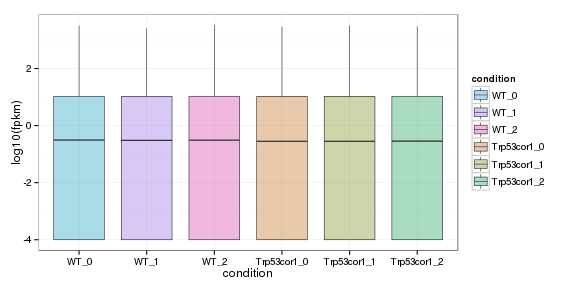 log10(fpkm)
2
0
-2
-4
WT_0 WT_1 WT_2 Trp53cor1_0 Trp53cor1_1 Trp53cor1_2
condition
condition
WT_0
WT_1
WT_2
Trp53cor1_0
Trp53cor1_1
Trp53cor1_2